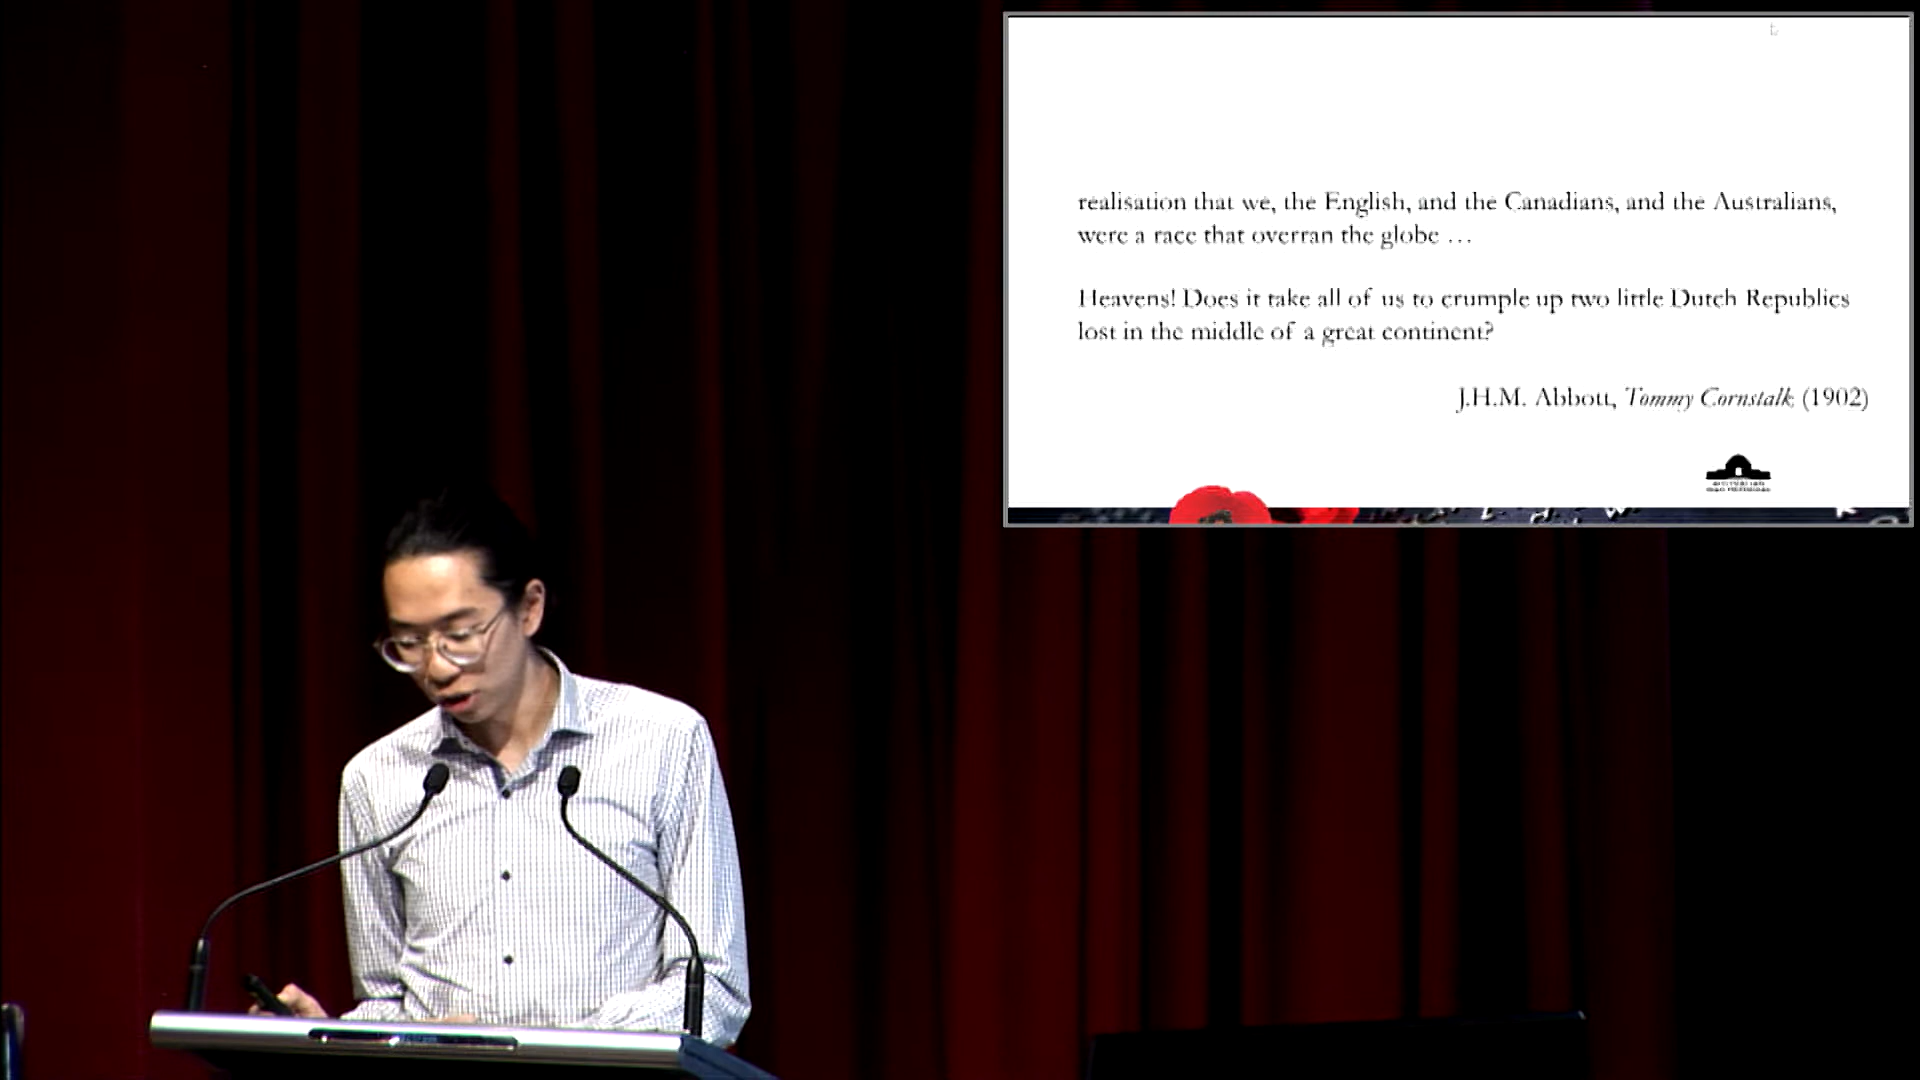 realisation that we, the English, and the Canadians, and the Australians,
were a race that overran the globe …
Heavens! Does it take all of us to crumple up two little Dutch Republics
lost in the middle of a great continent?
J.H.M. Abbott, Tommy Cornstalk (1902)